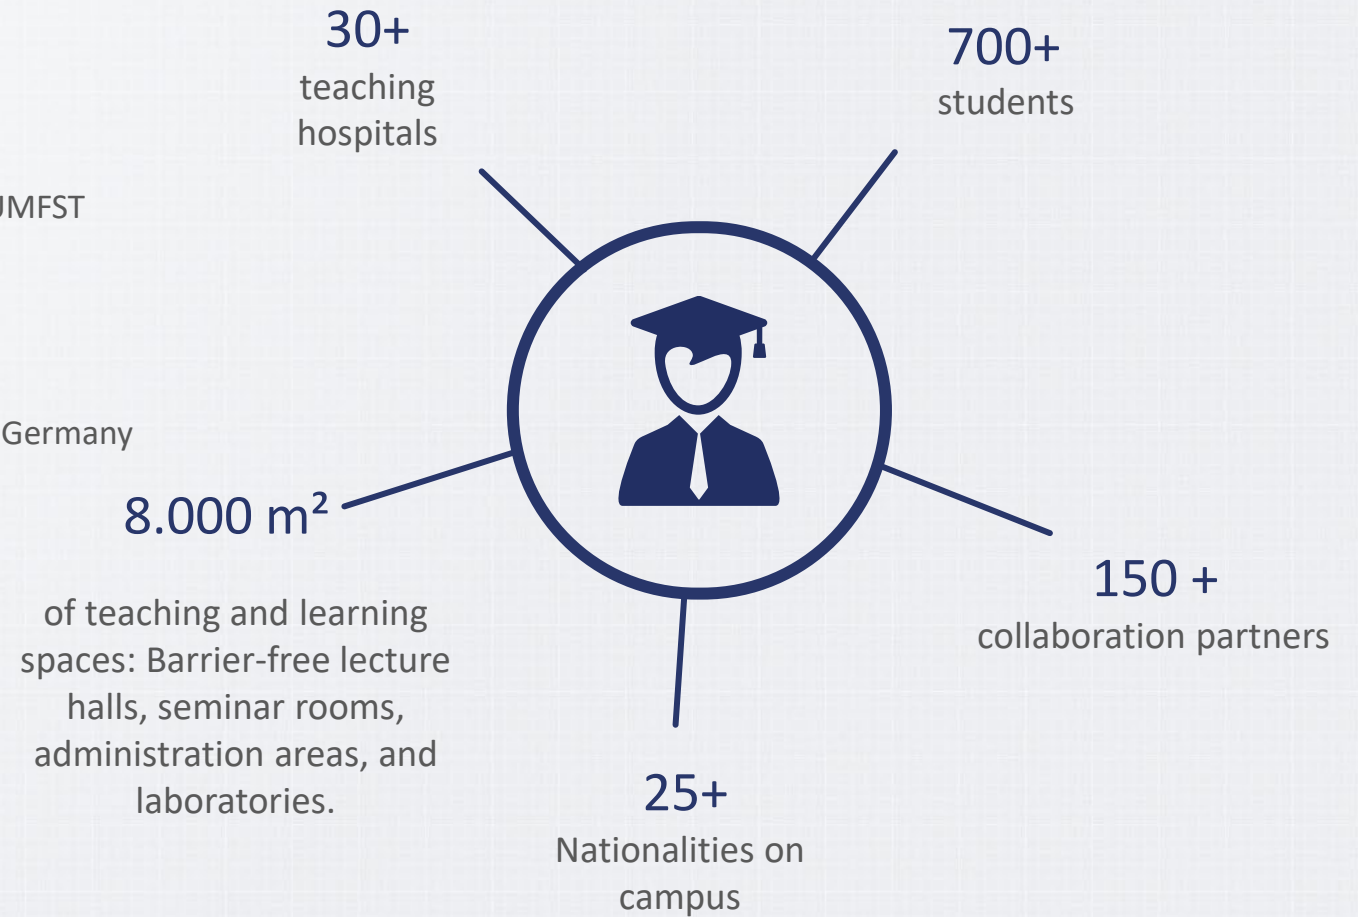 30+
teaching
hospitals
700+
students
UMFST
Germany
8.000 m²
of teaching and learning
spaces: Barrier-free lecture
halls, seminar rooms,
administration areas, and
laboratories.
150 +
collaboration partners
25+
Nationalities on
campus